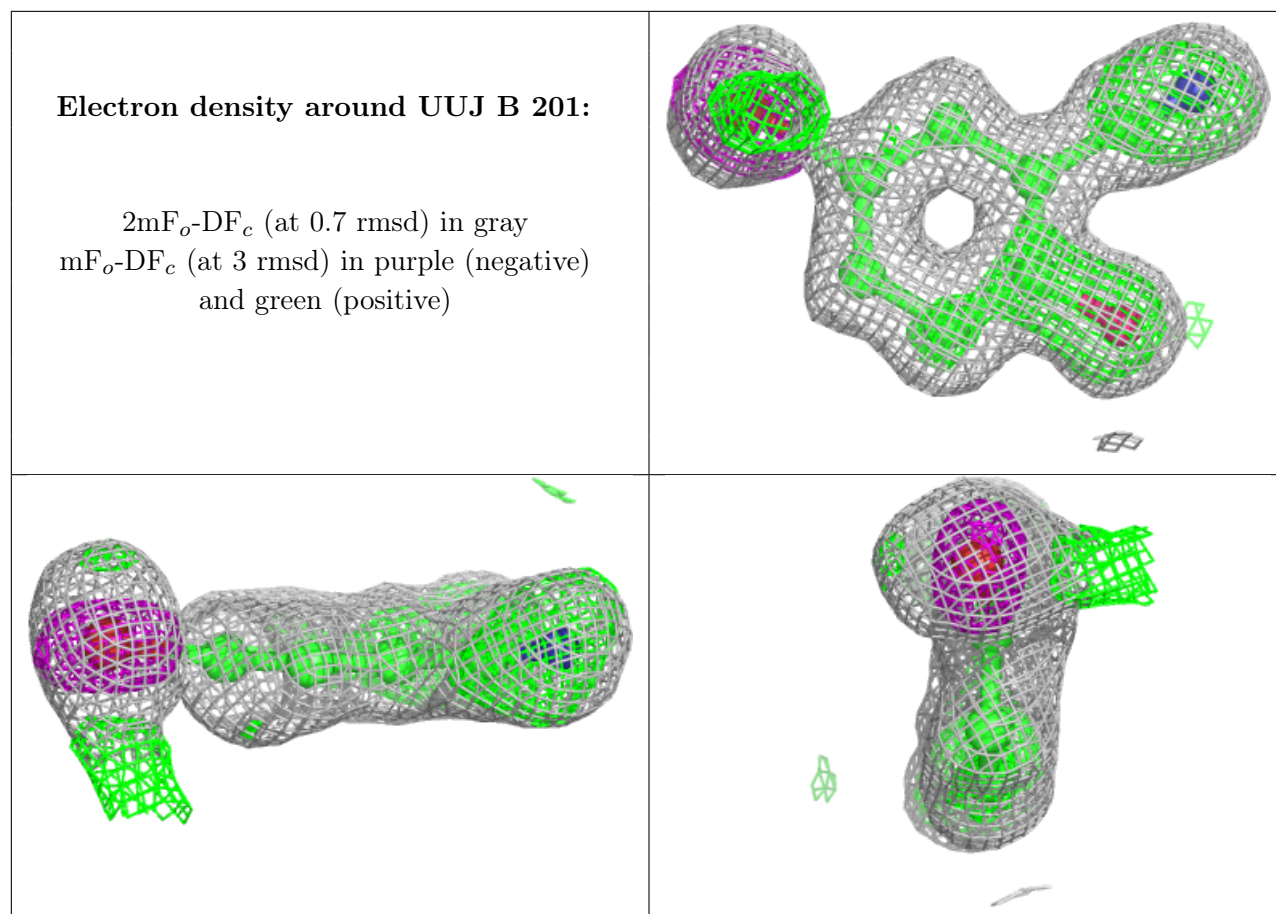 Electron density around UUJ B 201:
2mFₒ-DF𝒸 (at 0.7 rmsd) in gray
mFₒ-DF𝒸 (at 3 rmsd) in purple (negative)
and green (positive)